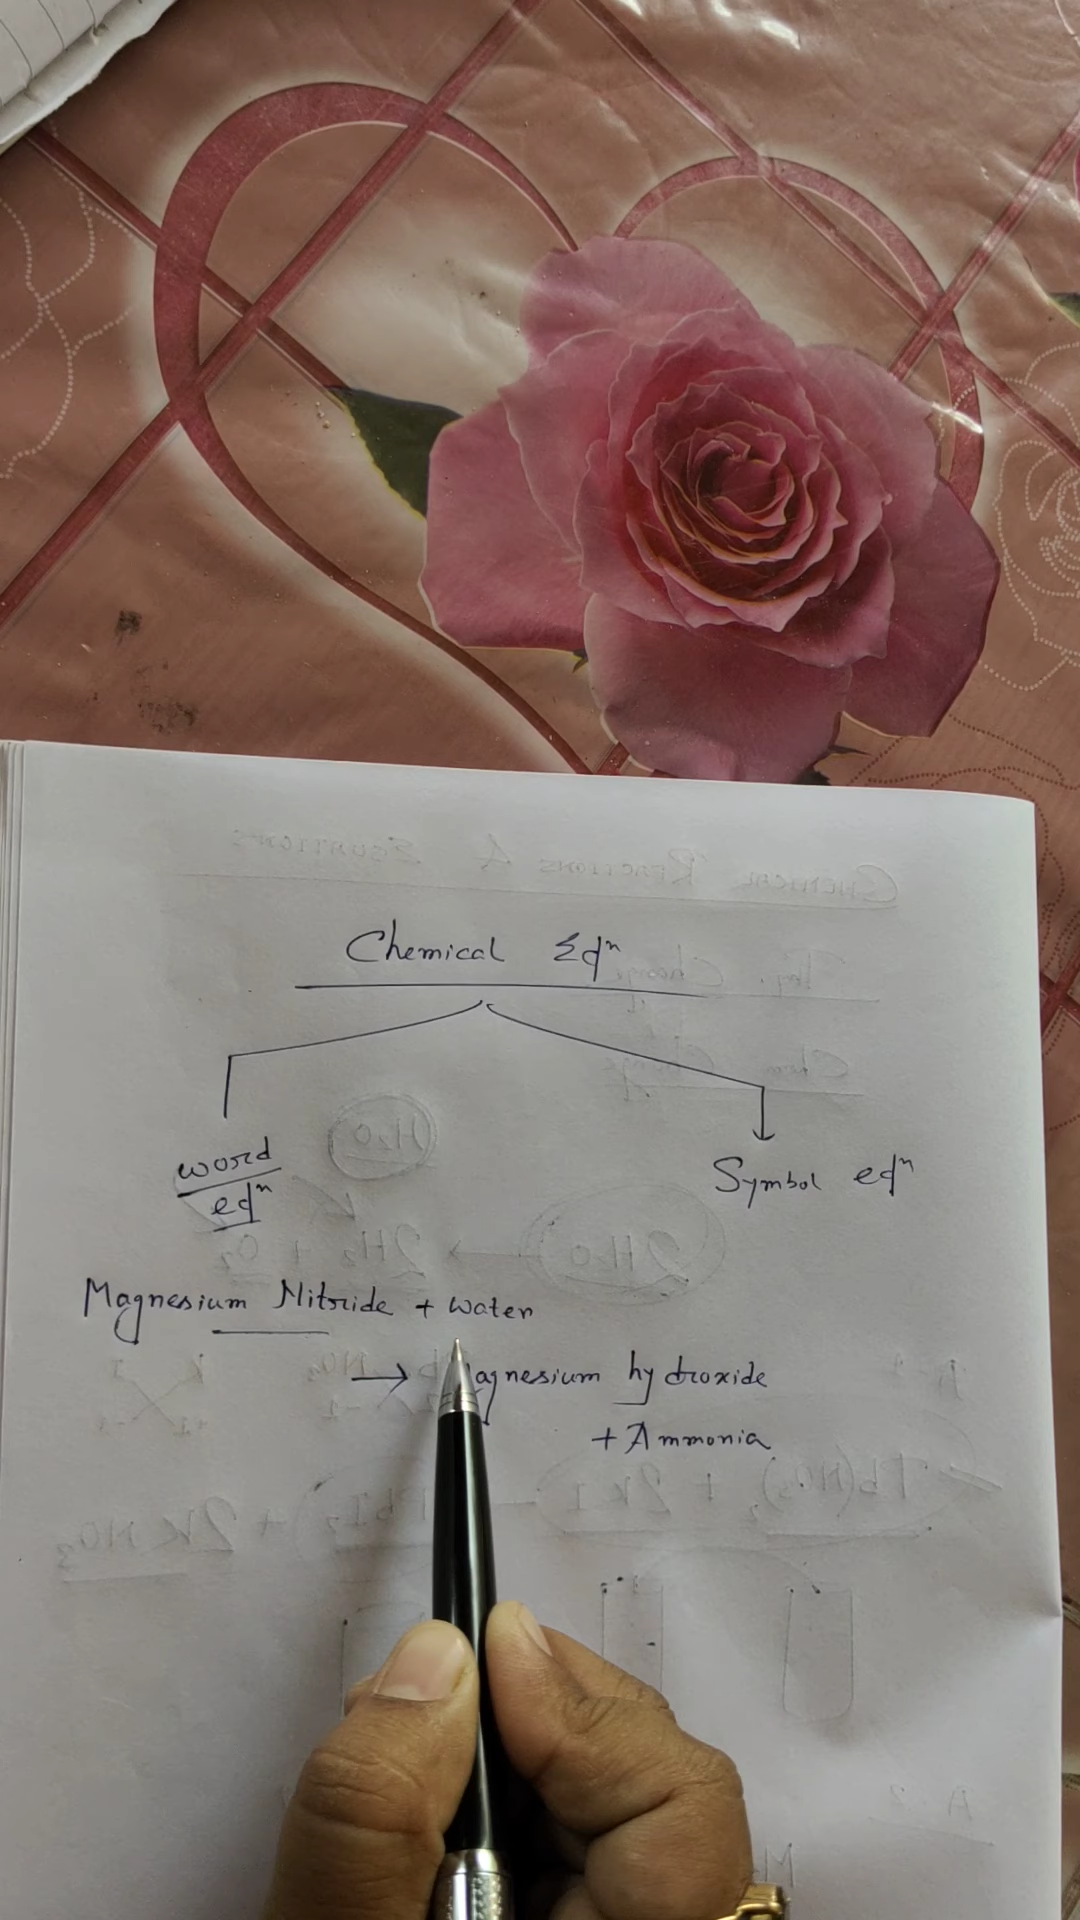 Chemical Eqⁿ
word
eqⁿ
Symbol eqⁿ
Magnesium Nitride + water
→ Magnesium hydroxide
+ Ammonia